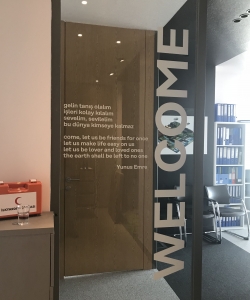 gelin tanış olalım
işleri kolay kılalım
sevelim, sevilelim
bu dünya kimseye kalmaz
come, let us be friends for once
let us make life easy on us
let us be lover and loved ones
the earth shall be left to no one
Yunus Emre
WELCOME